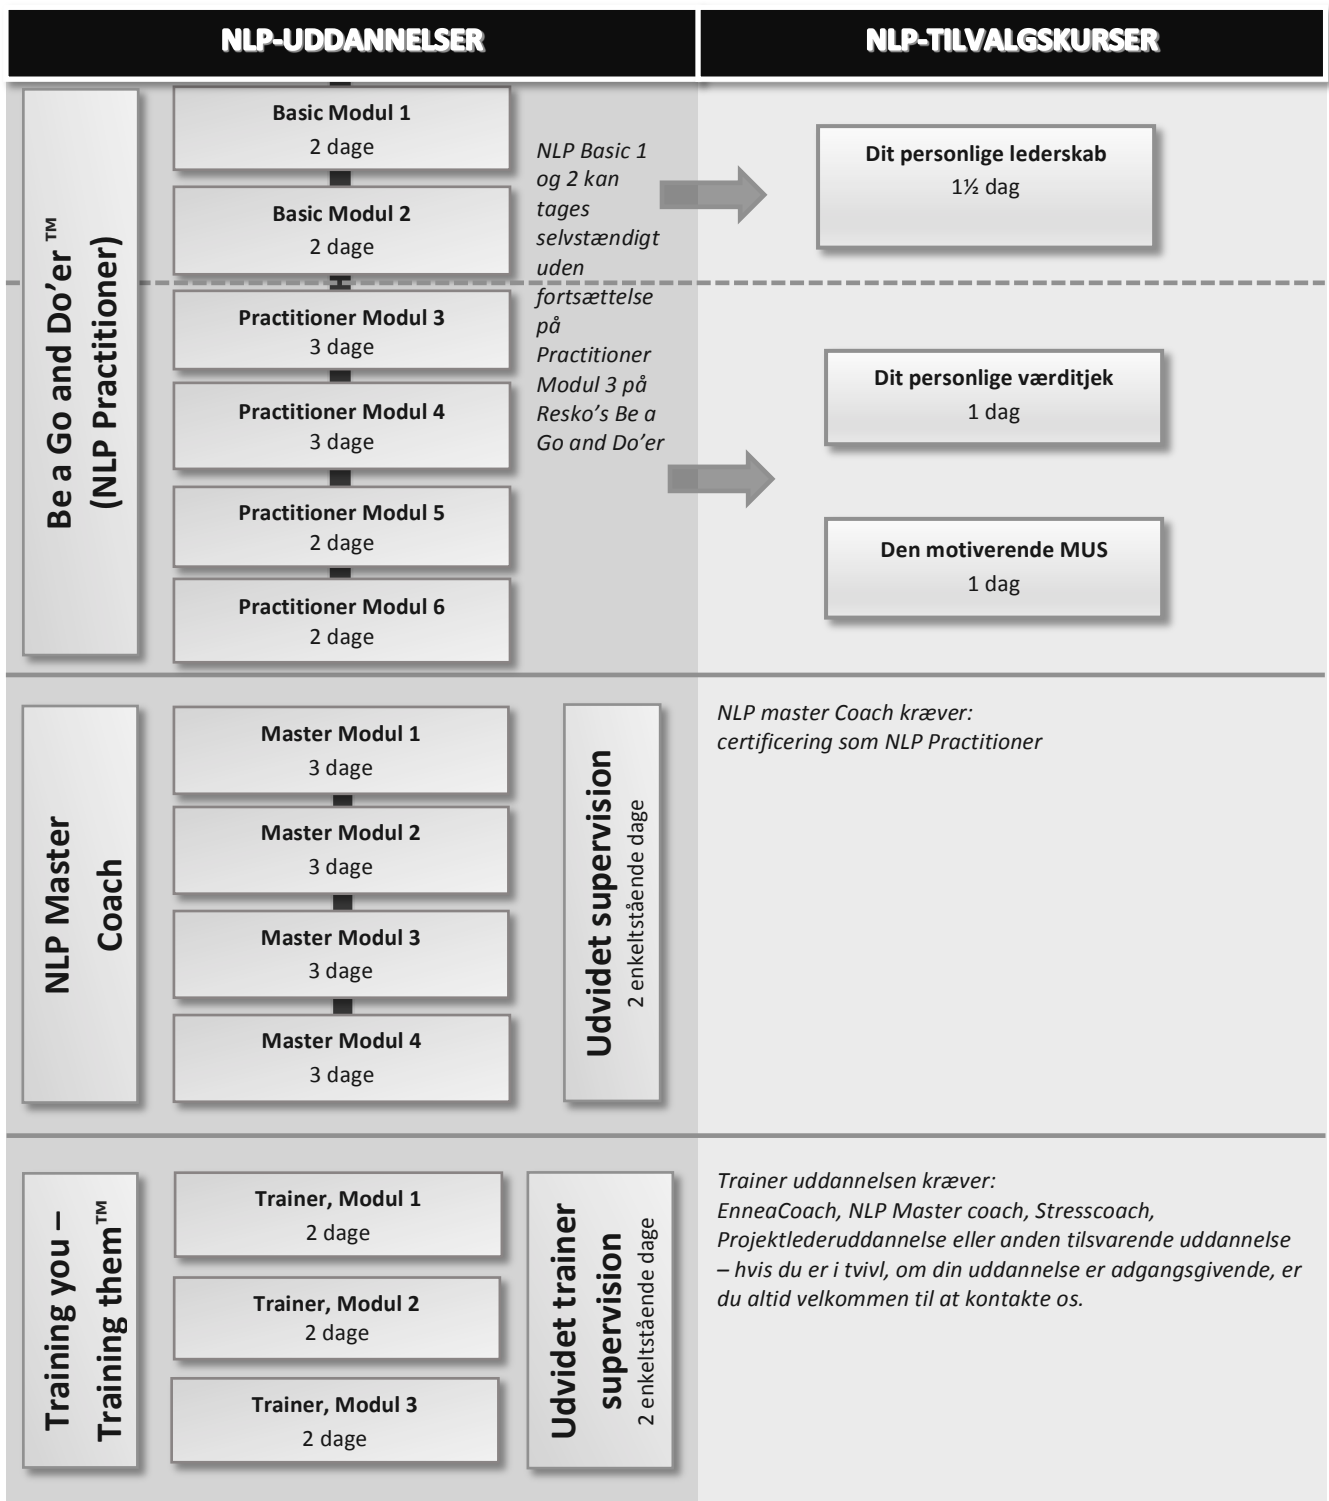 NLP-UDDANNELSER
NLP-TILVALGSKURSER
Be a Go and Do’er ™
(NLP Practitioner)
Basic Modul 1
2 dage
Basic Modul 2
2 dage
Practitioner Modul 3
3 dage
Practitioner Modul 4
3 dage
Practitioner Modul 5
2 dage
Practitioner Modul 6
2 dage
NLP Basic 1
og 2 kan
tages
selvstændigt
uden
fortsættelse
på
Practitioner
Modul 3 på
Resko’s Be a
Go and Do’er
Dit personlige lederskab
1½ dag
Dit personlige værditjek
1 dag
Den motiverende MUS
1 dag
NLP Master
Coach
Master Modul 1
3 dage
Master Modul 2
3 dage
Master Modul 3
3 dage
Master Modul 4
3 dage
Udvidet supervision
2 enkeltstående dage
NLP master Coach kræver:
certificering som NLP Practitioner
Training you –
Training them™
Trainer, Modul 1
2 dage
Trainer, Modul 2
2 dage
Trainer, Modul 3
2 dage
Udvidet trainer
supervision
2 enkeltstående dage
Trainer uddannelsen kræver:
EnneaCoach, NLP Master coach, Stresscoach,
Projektlederuddannelse eller anden tilsvarende uddannelse
– hvis du er i tvivl, om din uddannelse er adgangsgivende, er
du altid velkommen til at kontakte os.